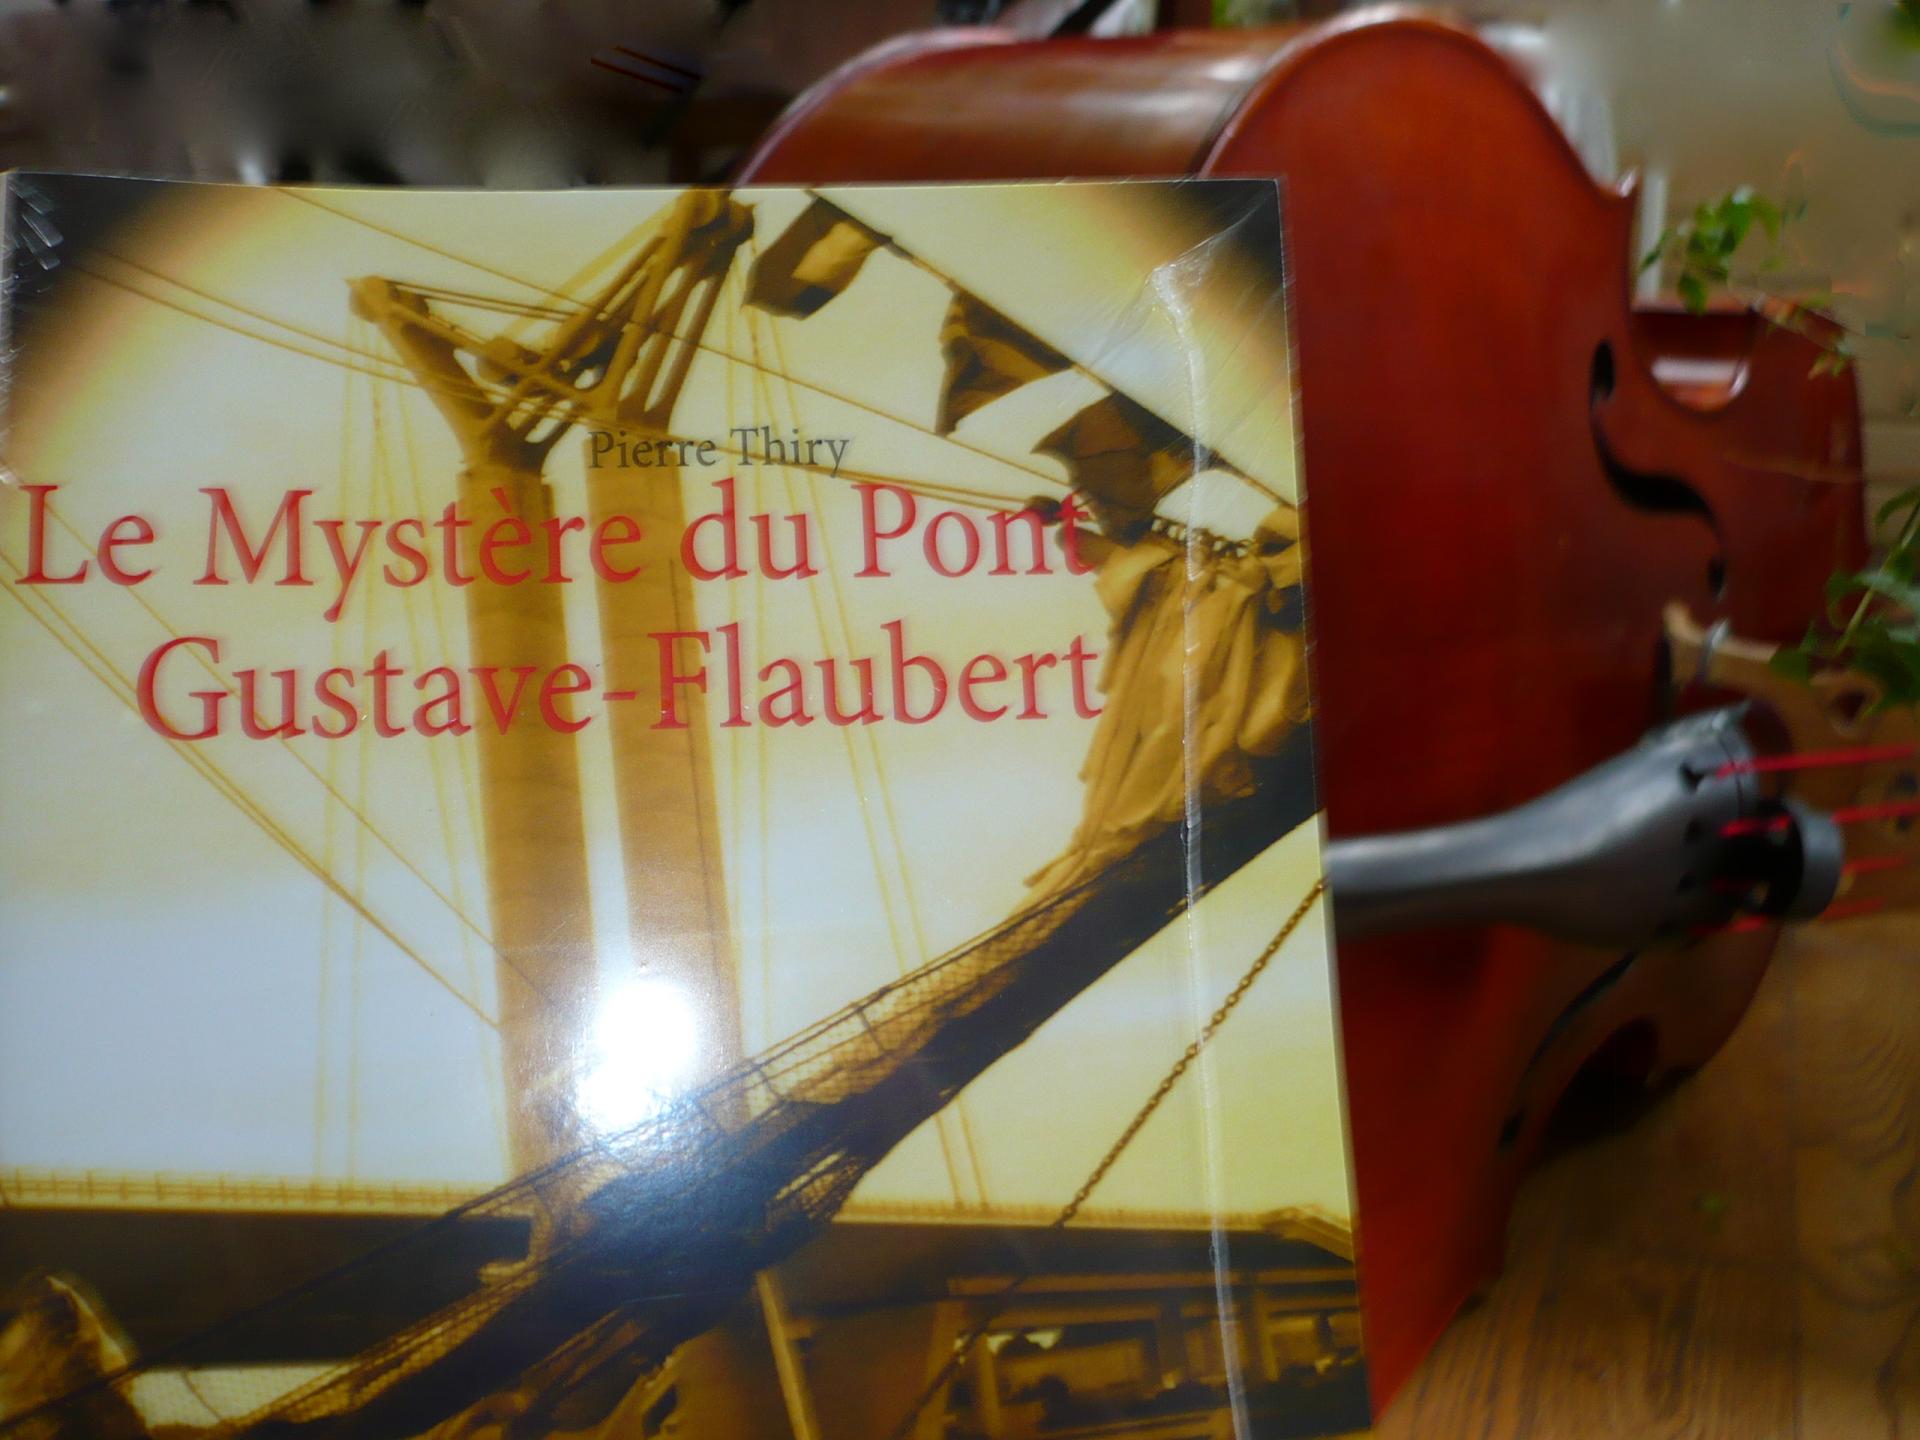 Pierre Thiry
Le Mystère du Pont
Gustave-Flaubert